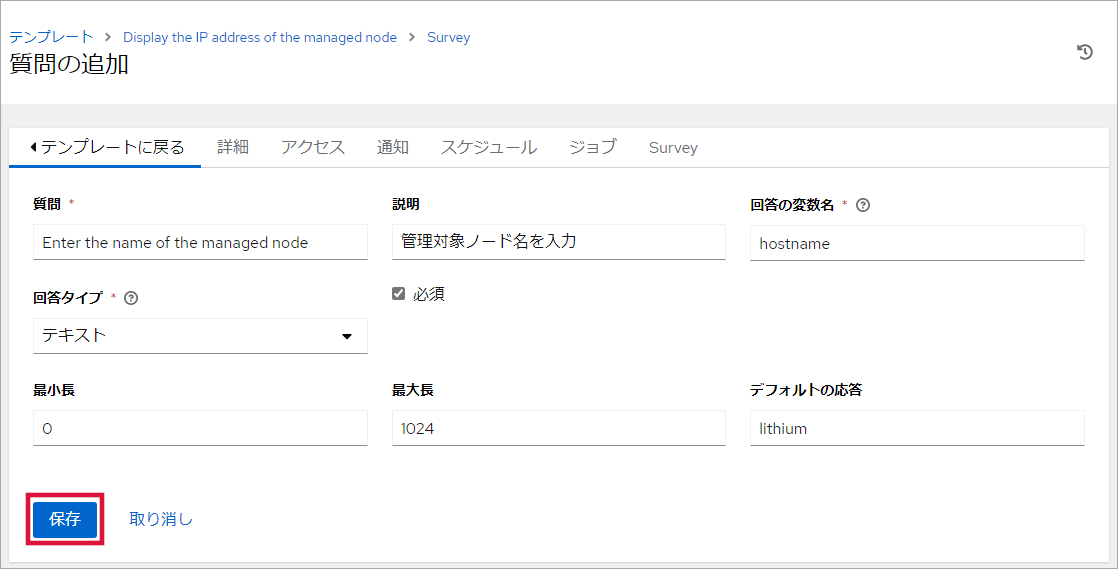 テンプレート > Display the IP address of the managed node > Survey
質問の追加
テンプレートに戻る 詳細 アクセス 通知 スケジュール ジョブ Survey
質問 * 説明 回答の変数名 * ?
Enter the name of the managed node 管理対象ノード名を入力 hostname
回答タイプ * ? 必須
テキスト
最小長 最大長 デフォルトの応答
0 1024 lithium
保存 取り消し